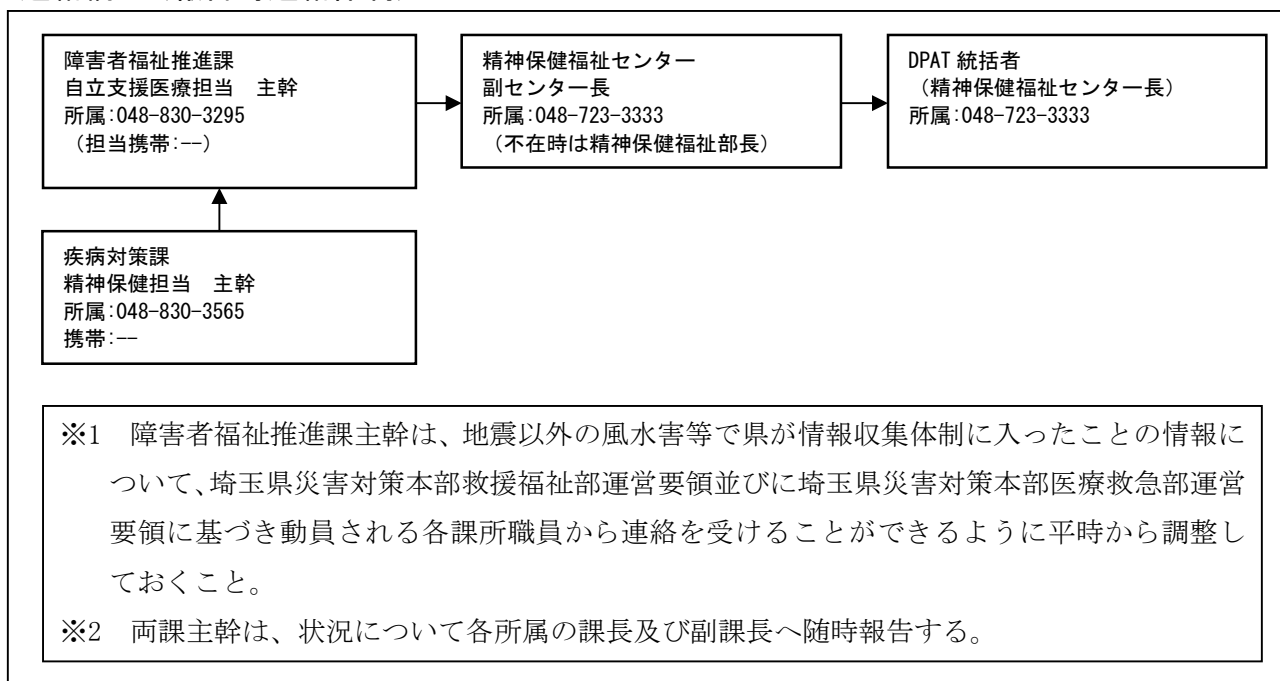 障害者福祉推進課
自立支援医療担当　主幹
所属:048-830-3295
（担当携帯:--）
精神保健福祉センター
副センター長
所属:048-723-3333
（不在時は精神保健福祉部長）
DPAT 統括者
（精神保健福祉センター長）
所属:048-723-3333
疾病対策課
精神保健担当　主幹
所属:048-830-3565
携帯:--
※1　障害者福祉推進課主幹は、地震以外の風水害等で県が情報収集体制に入ったことの情報に
ついて、埼玉県災害対策本部救援福祉部運営要領並びに埼玉県災害対策本部医療救急部運営
要領に基づき動員される各課所職員から連絡を受けることができるように平時から調整し
ておくこと。
※2　両課主幹は、状況について各所属の課長及び副課長へ随時報告する。